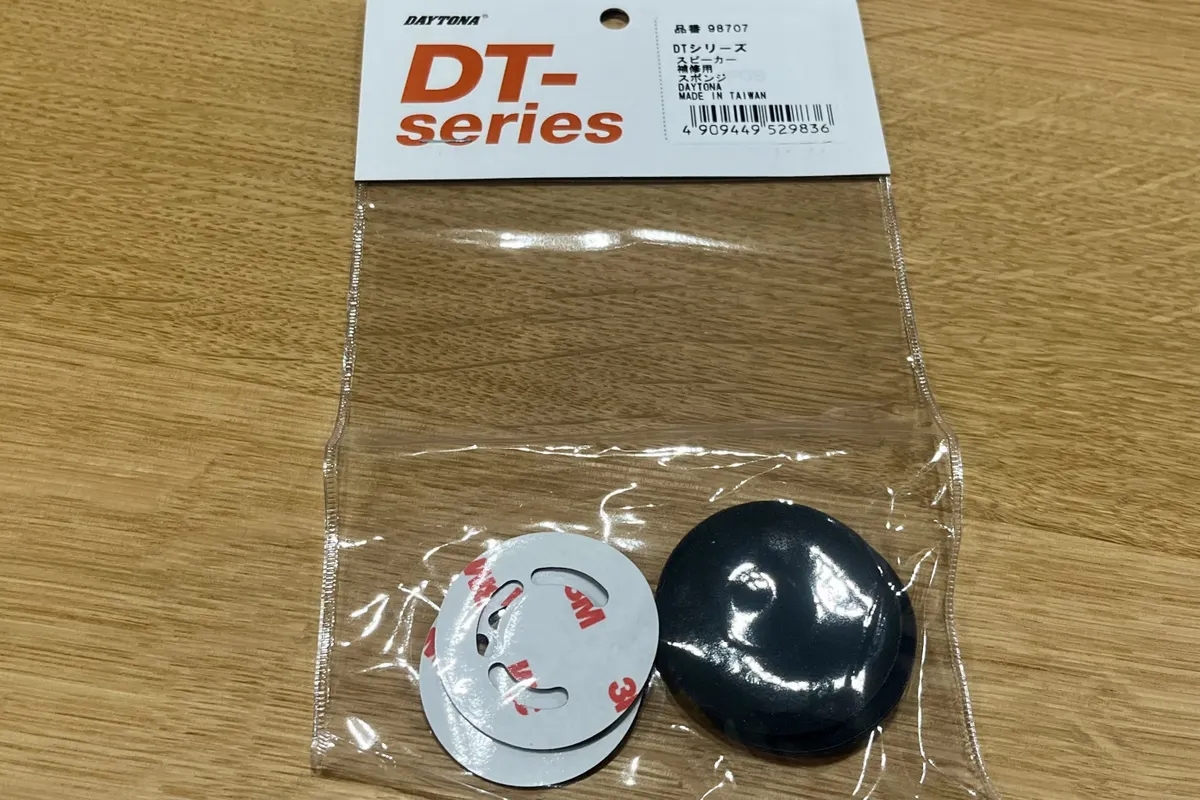 DAYTONA®
DT-
series
品番 98707
DTシリーズ
スピーカー
補修用
スポンジ
DAYTONA
MADE IN TAIWAN
4 909449 529836
3M
3M